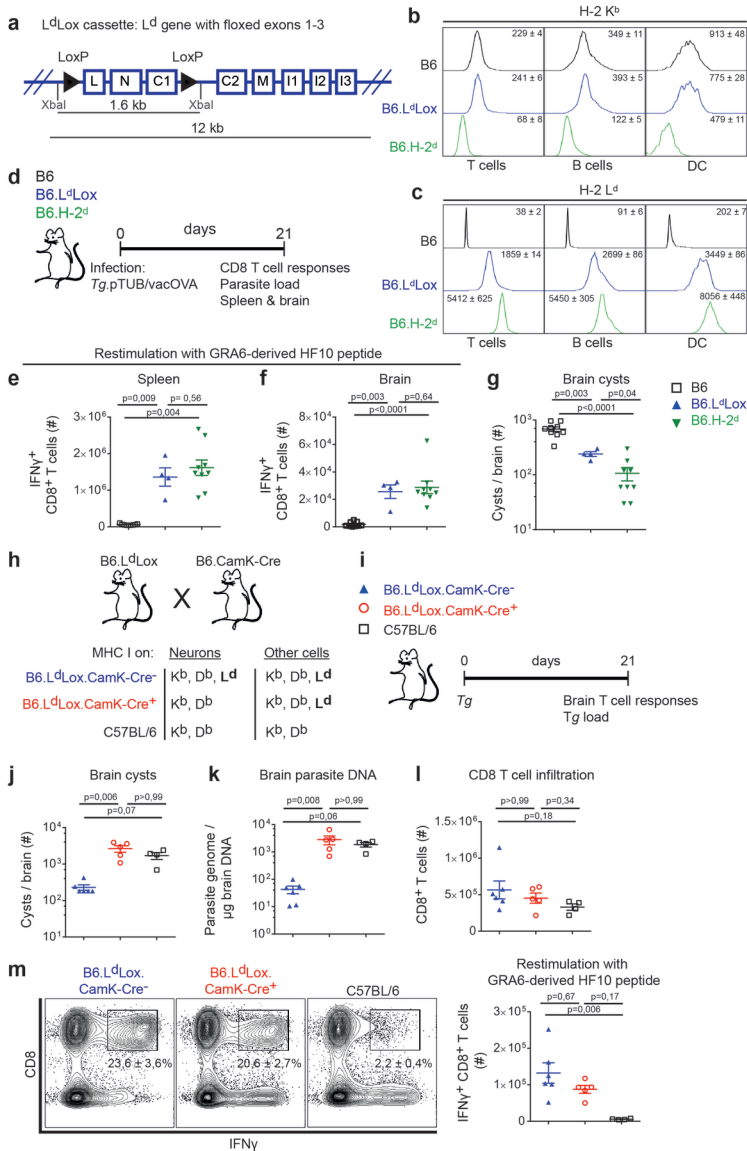 a
LᵈLox cassette: Lᵈ gene with floxed exons 1-3
LoxP LoxP
L N C1 C2 M I1 I2 I3
XbaI XbaI
1.6 kb
12 kb
b
H-2 Kᵇ
B6 229 ± 4 349 ± 11 913 ± 48
B6.LᵈLox 241 ± 6 393 ± 5 775 ± 28
B6.H-2ᵈ 68 ± 8 122 ± 5 479 ± 11
T cells B cells DC
c
H-2 Lᵈ
B6 38 ± 2 91 ± 6 202 ± 7
B6.LᵈLox 1859 ± 14 2699 ± 86 3449 ± 86
B6.H-2ᵈ 5412 ± 625 5450 ± 305 8056 ± 448
T cells B cells DC
d
B6
B6.LᵈLox
B6.H-2ᵈ
0 days 21
Infection: CD8 T cell responses
Tg.pTUB/vacOVA Parasite load
Spleen & brain
Restimulation with GRA6-derived HF10 peptide
e
Spleen
p=0,009 p= 0,56
p=0,004
IFNγ⁺
CD8⁺ T cells (#)
3×10⁶
2×10⁶
1×10⁶
0
f
Brain
p=0,003 p=0,64
p<0,0001
IFNγ⁺
CD8⁺ T cells (#)
8×10⁴
6×10⁴
4×10⁴
2×10⁴
0
g
Brain cysts
p=0,003 p=0,04
p<0,0001
Cysts / brain (#)
10³
10²
10¹
B6
B6.LᵈLox
B6.H-2ᵈ
h
B6.LᵈLox B6.CamK-Cre
X
MHC I on: Neurons Other cells
B6.LᵈLox.CamK-Cre⁻ Kᵇ, Dᵇ, Lᵈ Kᵇ, Dᵇ, Lᵈ
B6.LᵈLox.CamK-Cre⁺ Kᵇ, Dᵇ Kᵇ, Dᵇ, Lᵈ
C57BL/6 Kᵇ, Dᵇ Kᵇ, Dᵇ
i
B6.LᵈLox.CamK-Cre⁻
B6.LᵈLox.CamK-Cre⁺
C57BL/6
0 days 21
Tg Brain T cell responses
Tg load
j
Brain cysts
p=0,006 p>0,99
p=0,07
Cysts / brain (#)
10⁴
10³
10²
10¹
k
Brain parasite DNA
p=0,008 p>0,99
p=0,06
Parasite genome /
µg brain DNA
10⁴
10³
10²
10¹
10⁰
l
CD8 T cell infiltration
p>0,99 p=0,34
p=0,18
CD8⁺ T cells (#)
1.5×10⁶
1×10⁶
5×10⁵
0
m
B6.LᵈLox. B6.LᵈLox.
CamK-Cre⁻ CamK-Cre⁺ C57BL/6
CD8
23,6 ± 3,6% 20,6 ± 2,7% 2,2 ± 0,4%
IFNγ
Restimulation with
GRA6-derived HF10 peptide
p=0,67 p=0,17
p=0,006
IFNγ⁺ CD8⁺ T cells
(#)
3×10⁵
2×10⁵
1×10⁵
0